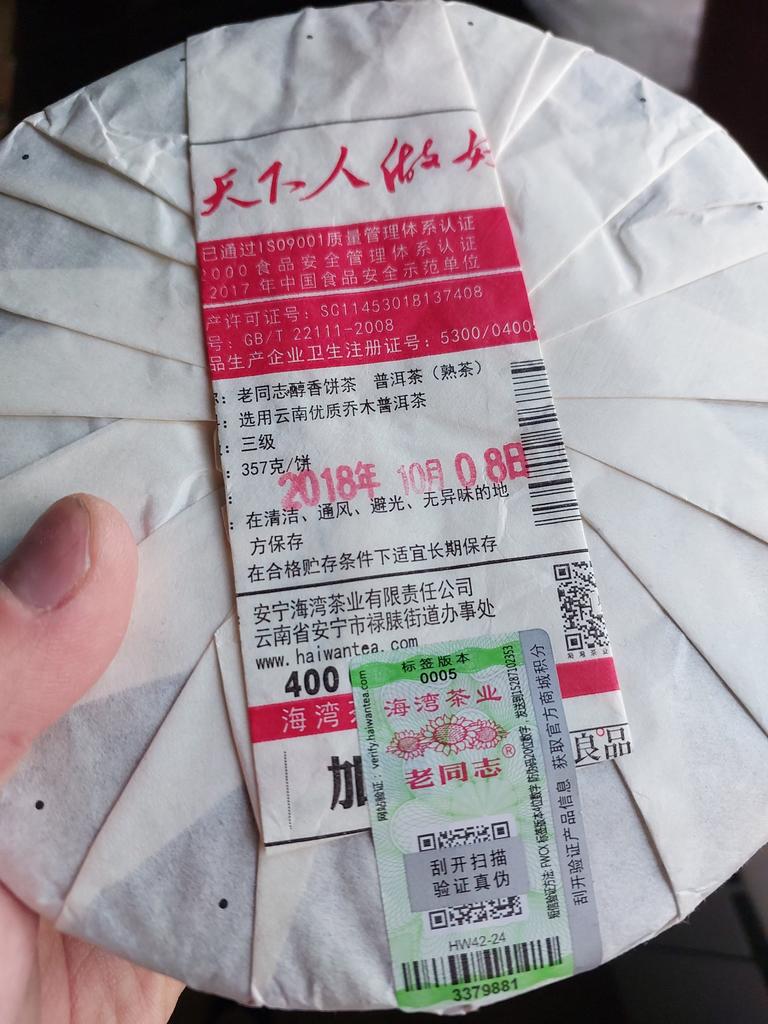 天下人做好
已通过ISO9001质量管理体系认证
000食品安全管理体系认证
2017年中国食品安全示范单位
产许可证号: SC11453018137408
号: GB/T 22111-2008
品生产企业卫生注册证号: 5300/0400
: 老同志醇香饼茶 普洱茶(熟茶)
: 选用云南优质乔木普洱茶
: 三级
: 357克/饼
2018年 10月 08日
: 在清洁、通风、避光、无异味的地
方保存
在合格贮存条件下适宜长期保存
安宁海湾茶业有限责任公司
云南省安宁市禄脿街道办事处
www.haiwantea.com
400
海湾茶
海湾茶业
加
良品
标签版本
0005
海湾茶业
老同志®
网站验证: verify.haiwantea.com
刮开扫描
验证真伪
HW42-24
3379881
刮开验证产品信息 获取官方商城积分